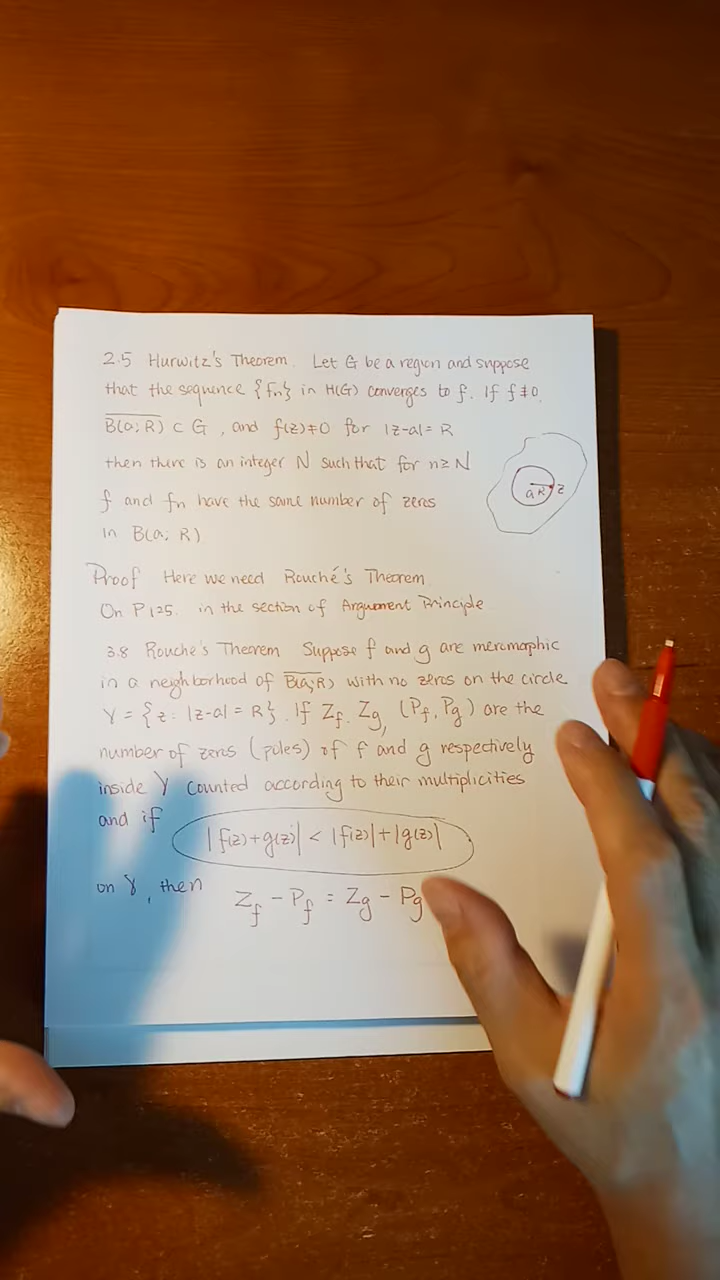 2.5 Hurwitz's Theorem. Let G be a region and suppose
that the sequence {fn} in H(G) converges to f. If f≢0,
B(a;R) ⊂ G, and f(z)≠0 for |z-a|=R
then there is an integer N such that for n≥N
f and fn have the same number of zeros
in B(a; R)
a R z
Proof Here we need Rouché's Theorem
On P125. in the section of Argument Principle
3.8 Rouche's Theorem Suppose f and g are meromorphic
in a neighborhood of B(a;R) with no zeros on the circle
γ = {z: |z-a| = R}. If Zf, Zg, (Pf, Pg) are the
number of zeros (poles) of f and g respectively
inside γ counted according to their multiplicities
and if
|f(z)+g(z)| < |f(z)|+|g(z)|
on γ, then Zf - Pf = Zg - Pg